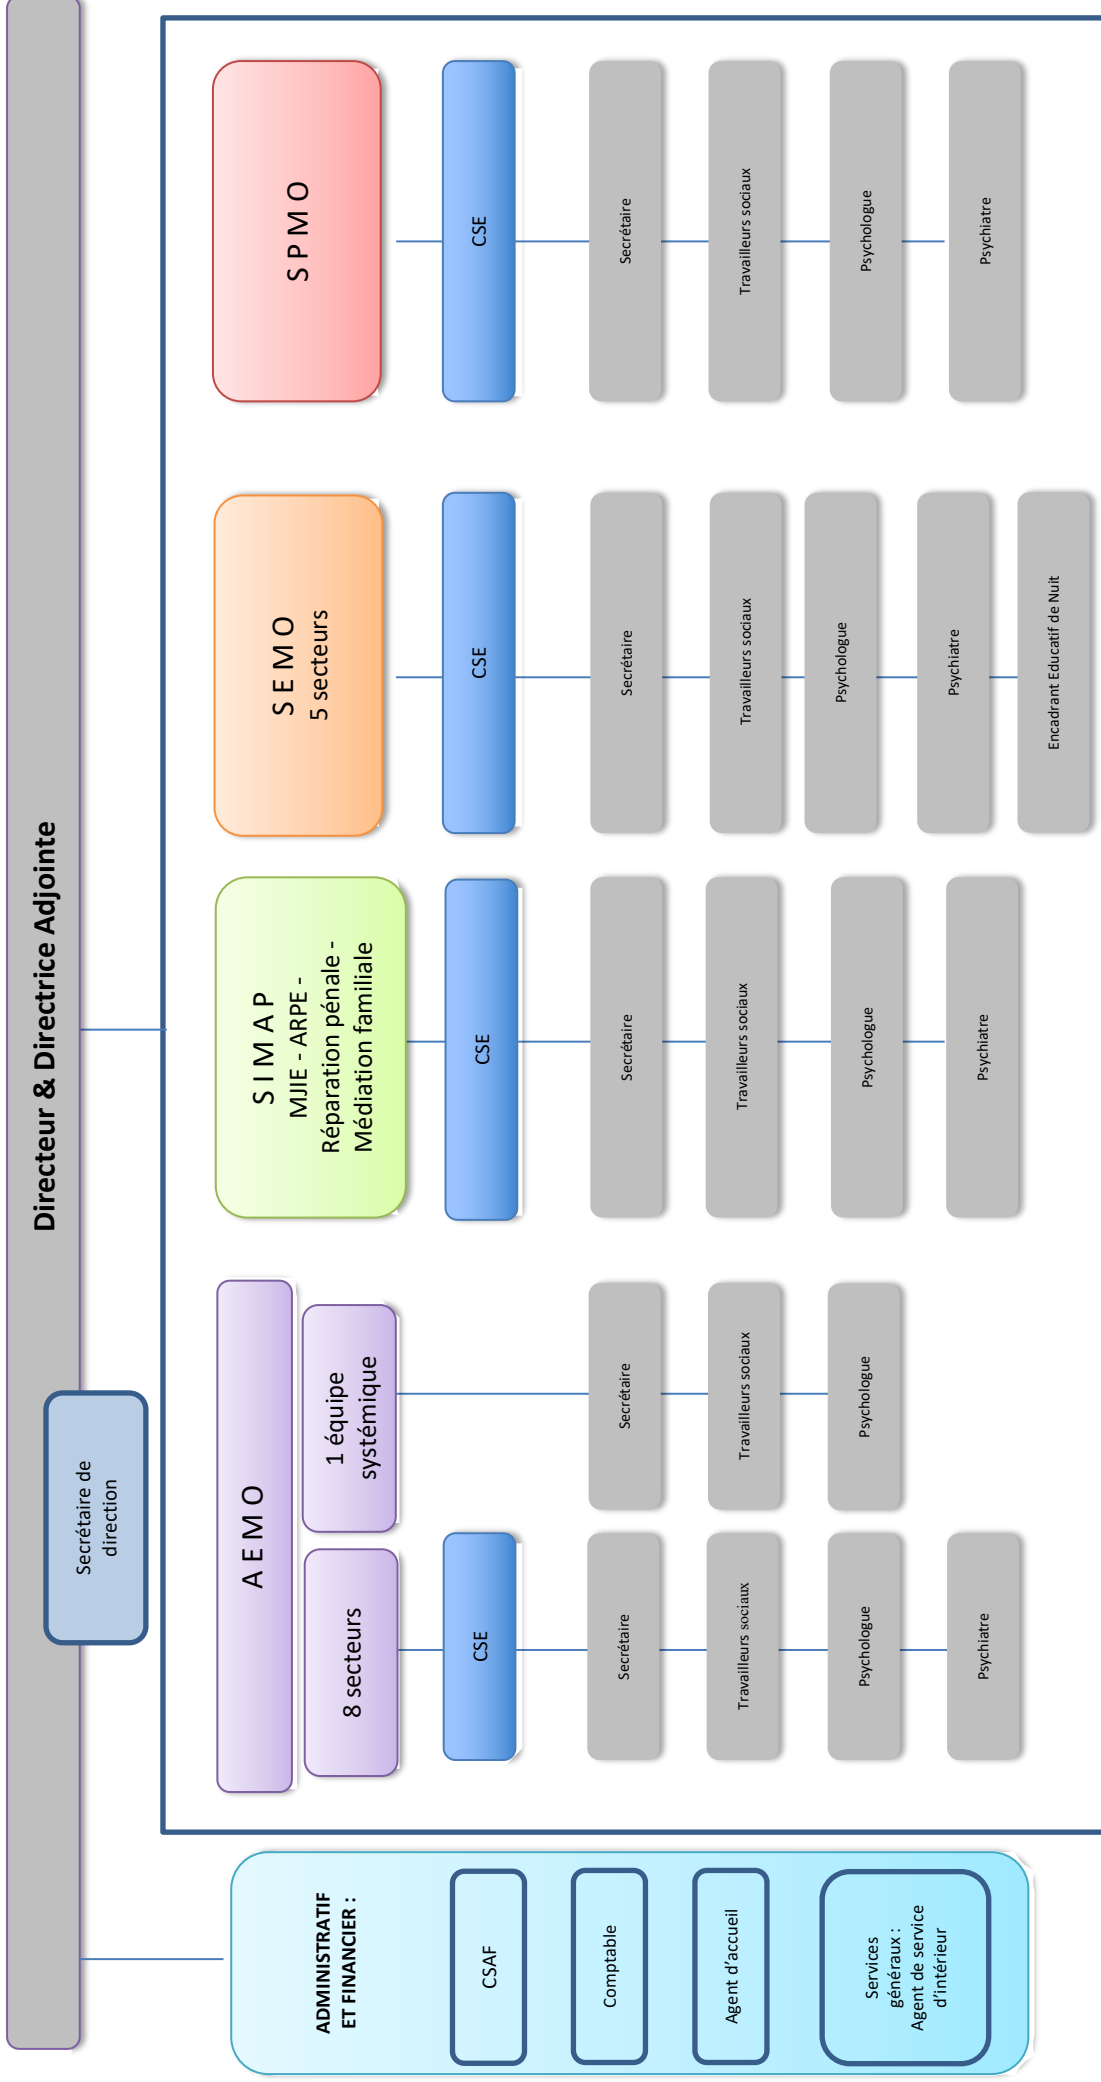 Directeur & Directrice Adjointe
Secrétaire de
direction
ADMINISTRATIF
ET FINANCIER :
CSAF
Comptable
Agent d'accueil
Services
généraux :
Agent de service
d'intérieur
A E M O
8 secteurs
CSE
Secrétaire
Travailleurs sociaux
Psychologue
Psychiatre
1 équipe
systémique
Secrétaire
Travailleurs sociaux
Psychologue
S I M A P
MJIE - ARPE -
Réparation pénale -
Médiation familiale
CSE
Secrétaire
Travailleurs sociaux
Psychologue
Psychiatre
S E M O
5 secteurs
CSE
Secrétaire
Travailleurs sociaux
Psychologue
Psychiatre
Encadrant Educatif de Nuit
S P M O
CSE
Secrétaire
Travailleurs sociaux
Psychologue
Psychiatre